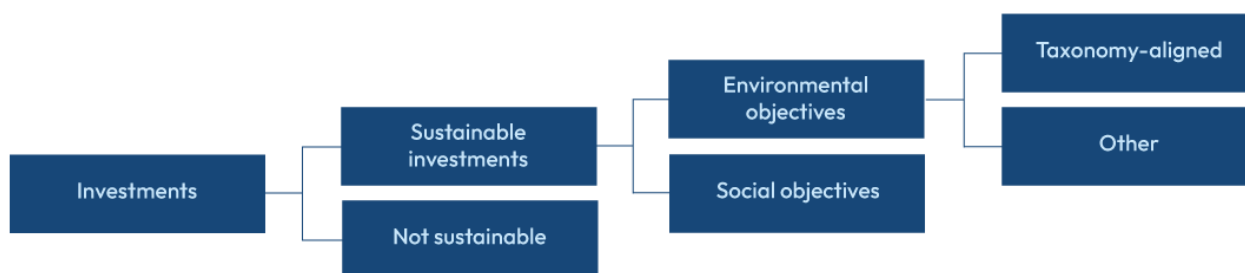 Investments
Sustainable
investments
Not sustainable
Environmental
objectives
Social objectives
Taxonomy-aligned
Other